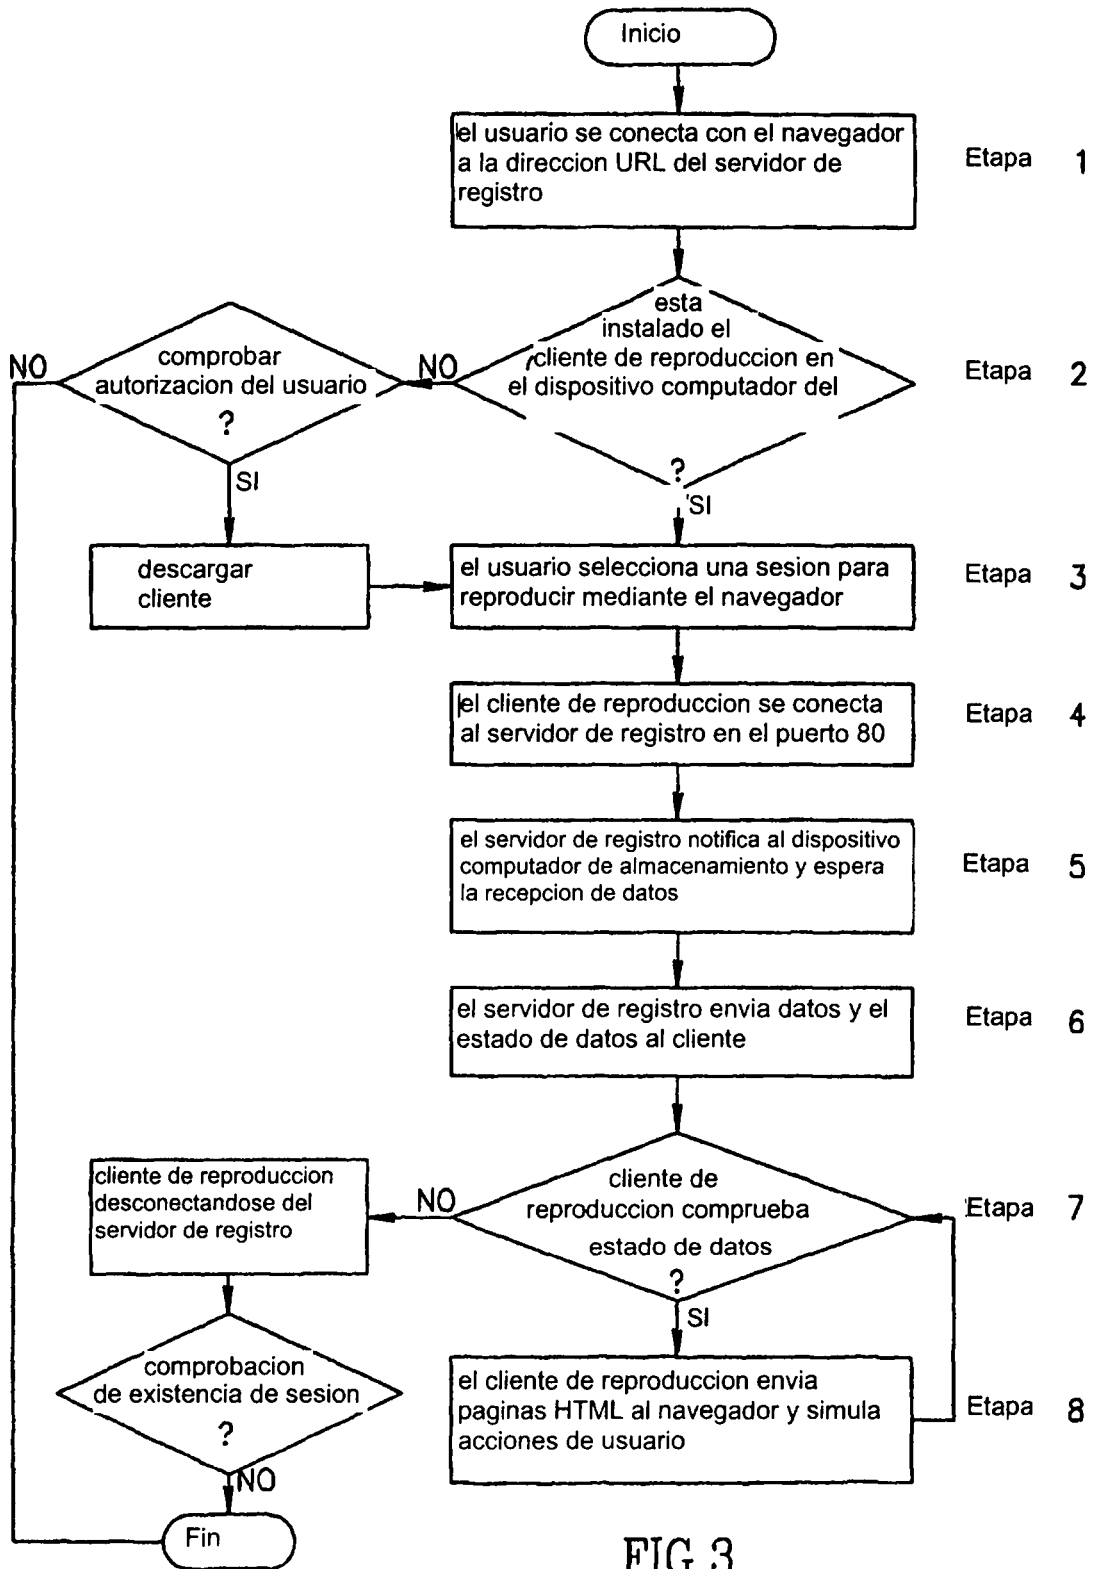 Inicio
el usuario se conecta con el navegador
a la direccion URL del servidor de
registro
Etapa 1
esta
instalado el
cliente de reproduccion en
el dispositivo computador del
?
Etapa 2
NO
SI
comprobar
autorizacion del usuario
?
NO
SI
descargar
cliente
el usuario selecciona una sesion para
reproducir mediante el navegador
Etapa 3
el cliente de reproduccion se conecta
al servidor de registro en el puerto 80
Etapa 4
el servidor de registro notifica al dispositivo
computador de almacenamiento y espera
la recepcion de datos
Etapa 5
el servidor de registro envia datos y el
estado de datos al cliente
Etapa 6
cliente de
reproduccion comprueba
estado de datos
?
Etapa 7
NO
SI
cliente de reproduccion
desconectandose del
servidor de registro
el cliente de reproduccion envia
paginas HTML al navegador y simula
acciones de usuario
Etapa 8
comprobacion
de existencia de sesion
?
NO
Fin
FIG. 3